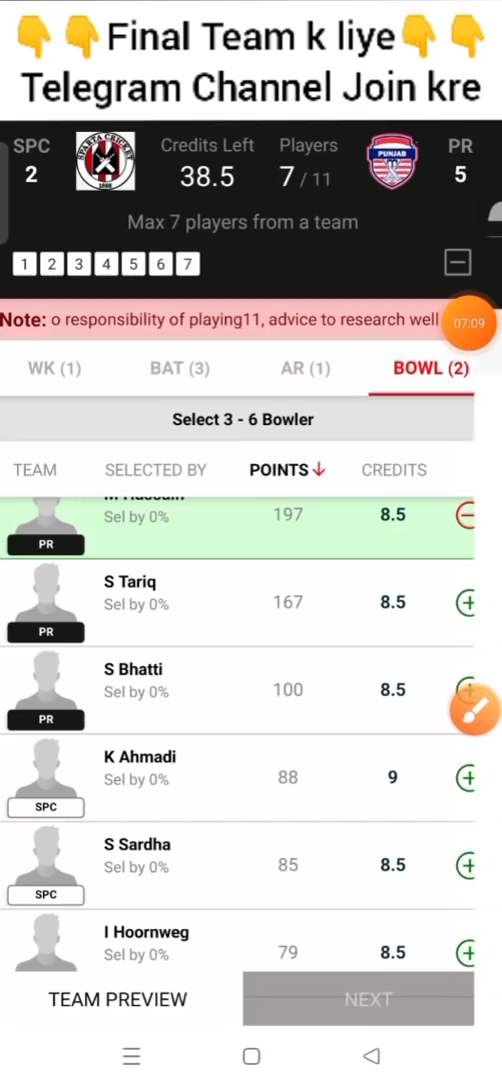 👇 👇Final Team k liye👇 👇
Telegram Channel Join kre
SPC
2
SPARTA CRICKET
1888
Credits Left
38.5
Players
7 / 11
PUNJAB
PR
5
Max 7 players from a team
1 2 3 4 5 6 7
Note: o responsibility of playing11, advice to research well
07:09
WK (1) BAT (3) AR (1) BOWL (2)
Select 3 - 6 Bowler
TEAM SELECTED BY POINTS↓ CREDITS
Sel by 0% 197 8.5
PR
S Tariq
Sel by 0% 167 8.5
PR
S Bhatti
Sel by 0% 100 8.5
PR
K Ahmadi
Sel by 0% 88 9
SPC
S Sardha
Sel by 0% 85 8.5
SPC
I Hoornweg
Sel by 0% 79 8.5
TEAM PREVIEW NEXT